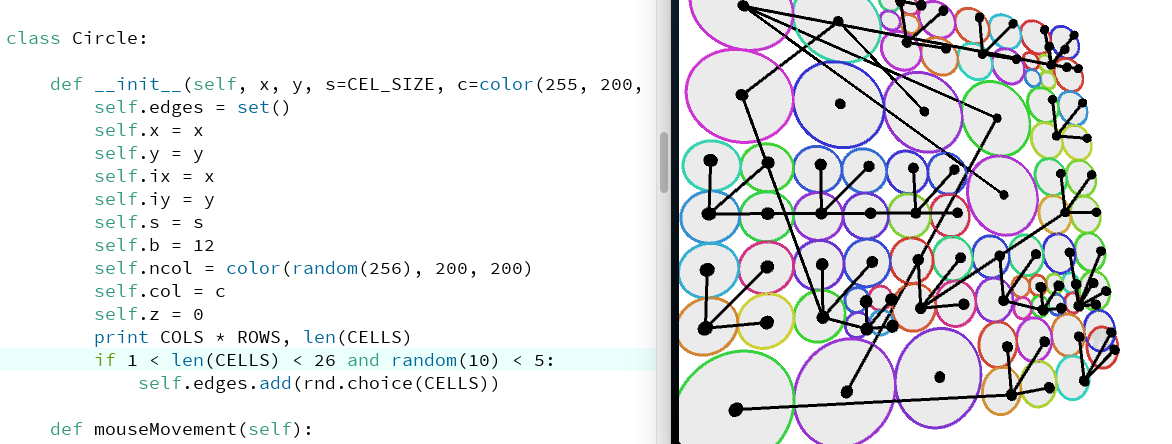 class Circle:
    def __init__(self, x, y, s=CEL_SIZE, c=color(255, 200,
        self.edges = set()
        self.x = x
        self.y = y
        self.ix = x
        self.iy = y
        self.s = s
        self.b = 12
        self.ncol = color(random(256), 200, 200)
        self.col = c
        self.z = 0
        print COLS * ROWS, len(CELLS)
        if 1 < len(CELLS) < 26 and random(10) < 5:
            self.edges.add(rnd.choice(CELLS))
    def mouseMovement(self):